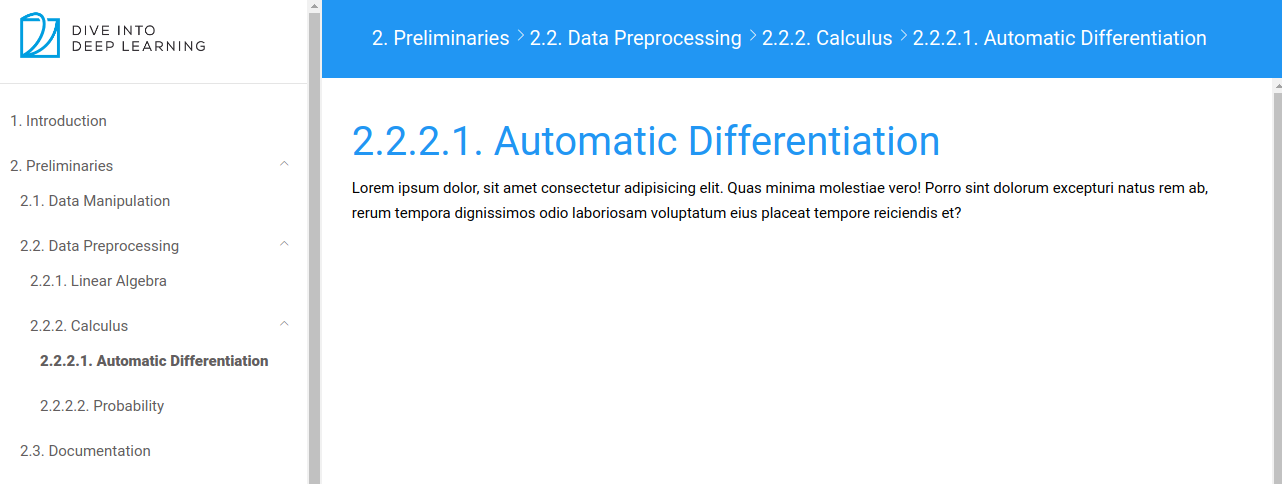 DIVE INTO
DEEP LEARNING
1. Introduction
2. Preliminaries
2.1. Data Manipulation
2.2. Data Preprocessing
2.2.1. Linear Algebra
2.2.2. Calculus
2.2.2.1. Automatic Differentiation
2.2.2.2. Probability
2.3. Documentation
2. Preliminaries > 2.2. Data Preprocessing > 2.2.2. Calculus > 2.2.2.1. Automatic Differentiation
2.2.2.1. Automatic Differentiation
Lorem ipsum dolor, sit amet consectetur adipisicing elit. Quas minima molestiae vero! Porro sint dolorum excepturi natus rem ab,
rerum tempora dignissimos odio laboriosam voluptatum eius placeat tempore reiciendis et?